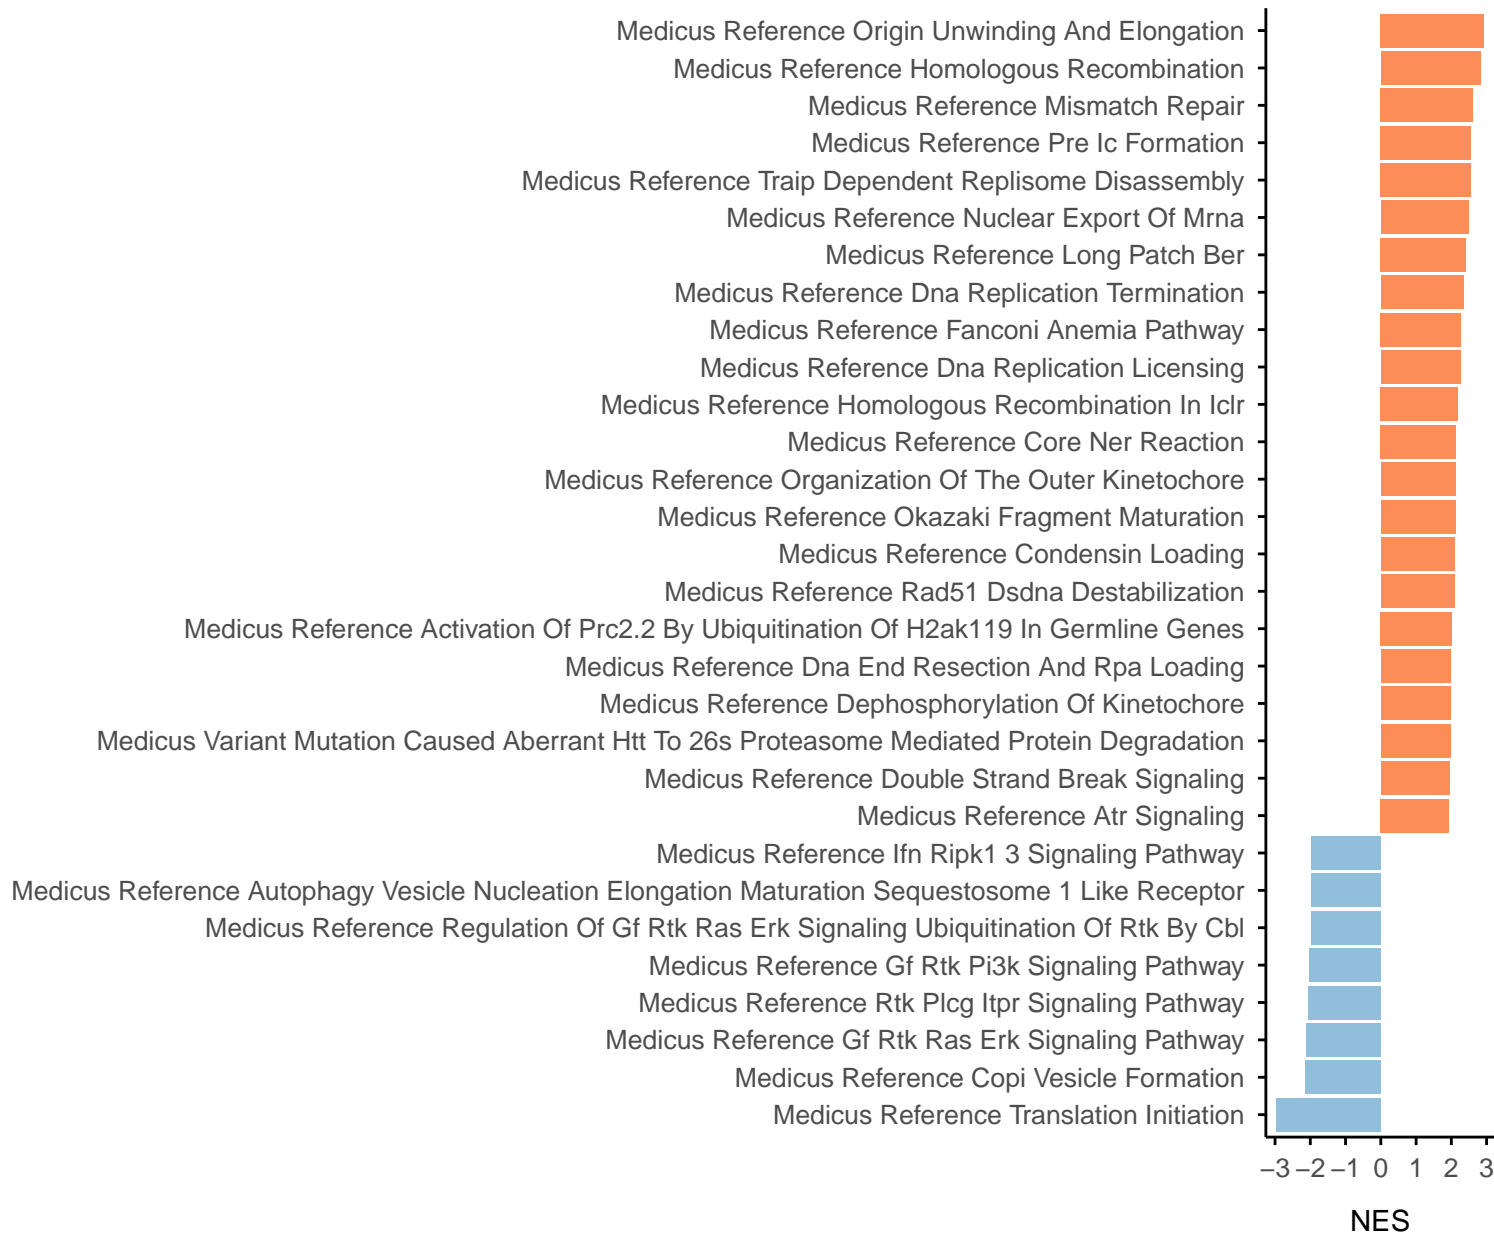 Medicus Reference Origin Unwinding And Elongation
Medicus Reference Homologous Recombination
Medicus Reference Mismatch Repair
Medicus Reference Pre Ic Formation
Medicus Reference Traip Dependent Replisome Disassembly
Medicus Reference Nuclear Export Of Mrna
Medicus Reference Long Patch Ber
Medicus Reference Dna Replication Termination
Medicus Reference Fanconi Anemia Pathway
Medicus Reference Dna Replication Licensing
Medicus Reference Homologous Recombination In Iclr
Medicus Reference Core Ner Reaction
Medicus Reference Organization Of The Outer Kinetochore
Medicus Reference Okazaki Fragment Maturation
Medicus Reference Condensin Loading
Medicus Reference Rad51 Dsdna Destabilization
Medicus Reference Activation Of Prc2.2 By Ubiquitination Of H2ak119 In Germline Genes
Medicus Reference Dna End Resection And Rpa Loading
Medicus Reference Dephosphorylation Of Kinetochore
Medicus Variant Mutation Caused Aberrant Htt To 26s Proteasome Mediated Protein Degradation
Medicus Reference Double Strand Break Signaling
Medicus Reference Atr Signaling
Medicus Reference Ifn Ripk1 3 Signaling Pathway
Medicus Reference Autophagy Vesicle Nucleation Elongation Maturation Sequestosome 1 Like Receptor
Medicus Reference Regulation Of Gf Rtk Ras Erk Signaling Ubiquitination Of Rtk By Cbl
Medicus Reference Gf Rtk Pi3k Signaling Pathway
Medicus Reference Rtk Plcg Itpr Signaling Pathway
Medicus Reference Gf Rtk Ras Erk Signaling Pathway
Medicus Reference Copi Vesicle Formation
Medicus Reference Translation Initiation
−3 −2 −1 0 1 2 3
NES